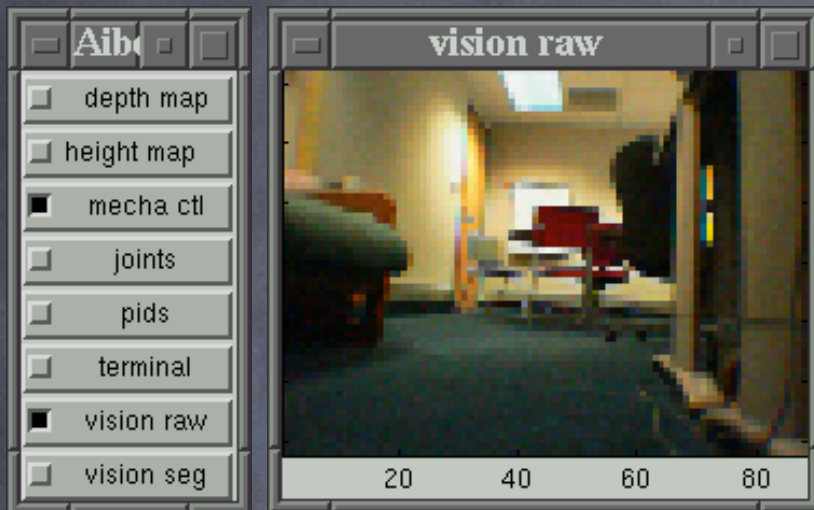 Aibo
depth map
height map
mecha ctl
joints
pids
terminal
vision raw
vision seg
vision raw
20 40 60 80